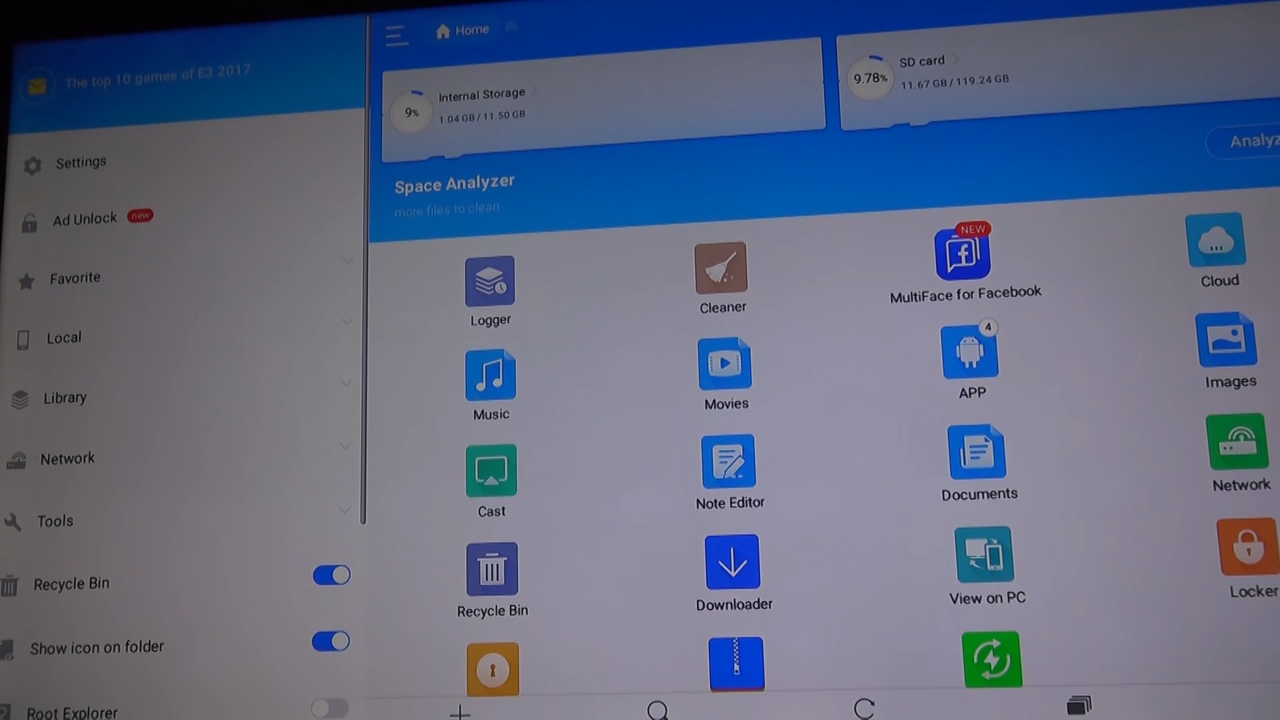 The top 10 games of E3 2017
Settings
Ad Unlock new
Favorite
Local
Library
Network
Tools
Recycle Bin
Show icon on folder
Root Explorer
Home
Internal Storage
9%
1.04 GB / 11.50 GB
SD card
9.78%
11.67 GB / 119.24 GB
Space Analyzer
more files to clean
Analyz
Logger
Cleaner
NEW
MultiFace for Facebook
Cloud
Music
Movies
4
APP
Images
Cast
Note Editor
Documents
Network
Recycle Bin
Downloader
View on PC
Locker